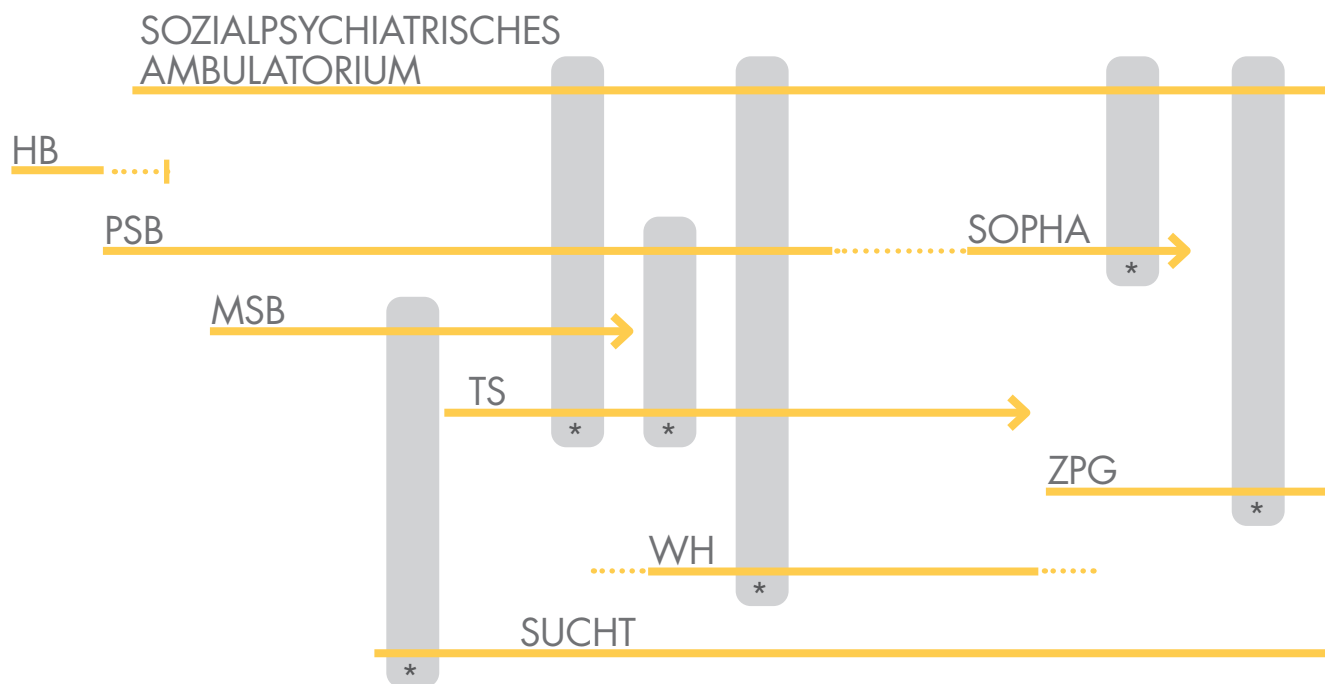 SOZIALPSYCHIATRISCHES
AMBULATORIUM
HB
PSB
SOPHA
*
MSB
TS
* *
ZPG
*
WH
*
SUCHT
*